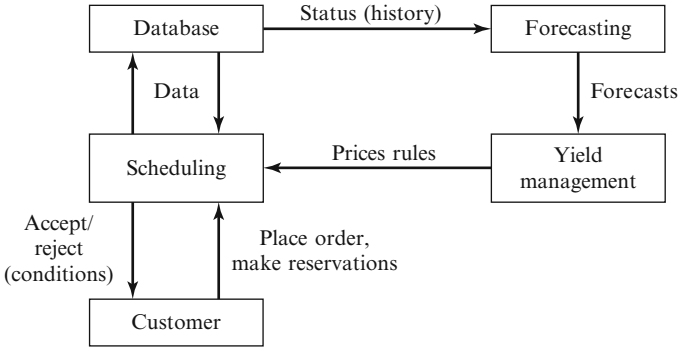 Status (history)
Database
Forecasting
Data
Forecasts
Scheduling
Prices rules
Yield
management
Accept/
reject
(conditions)
Place order,
make reservations
Customer